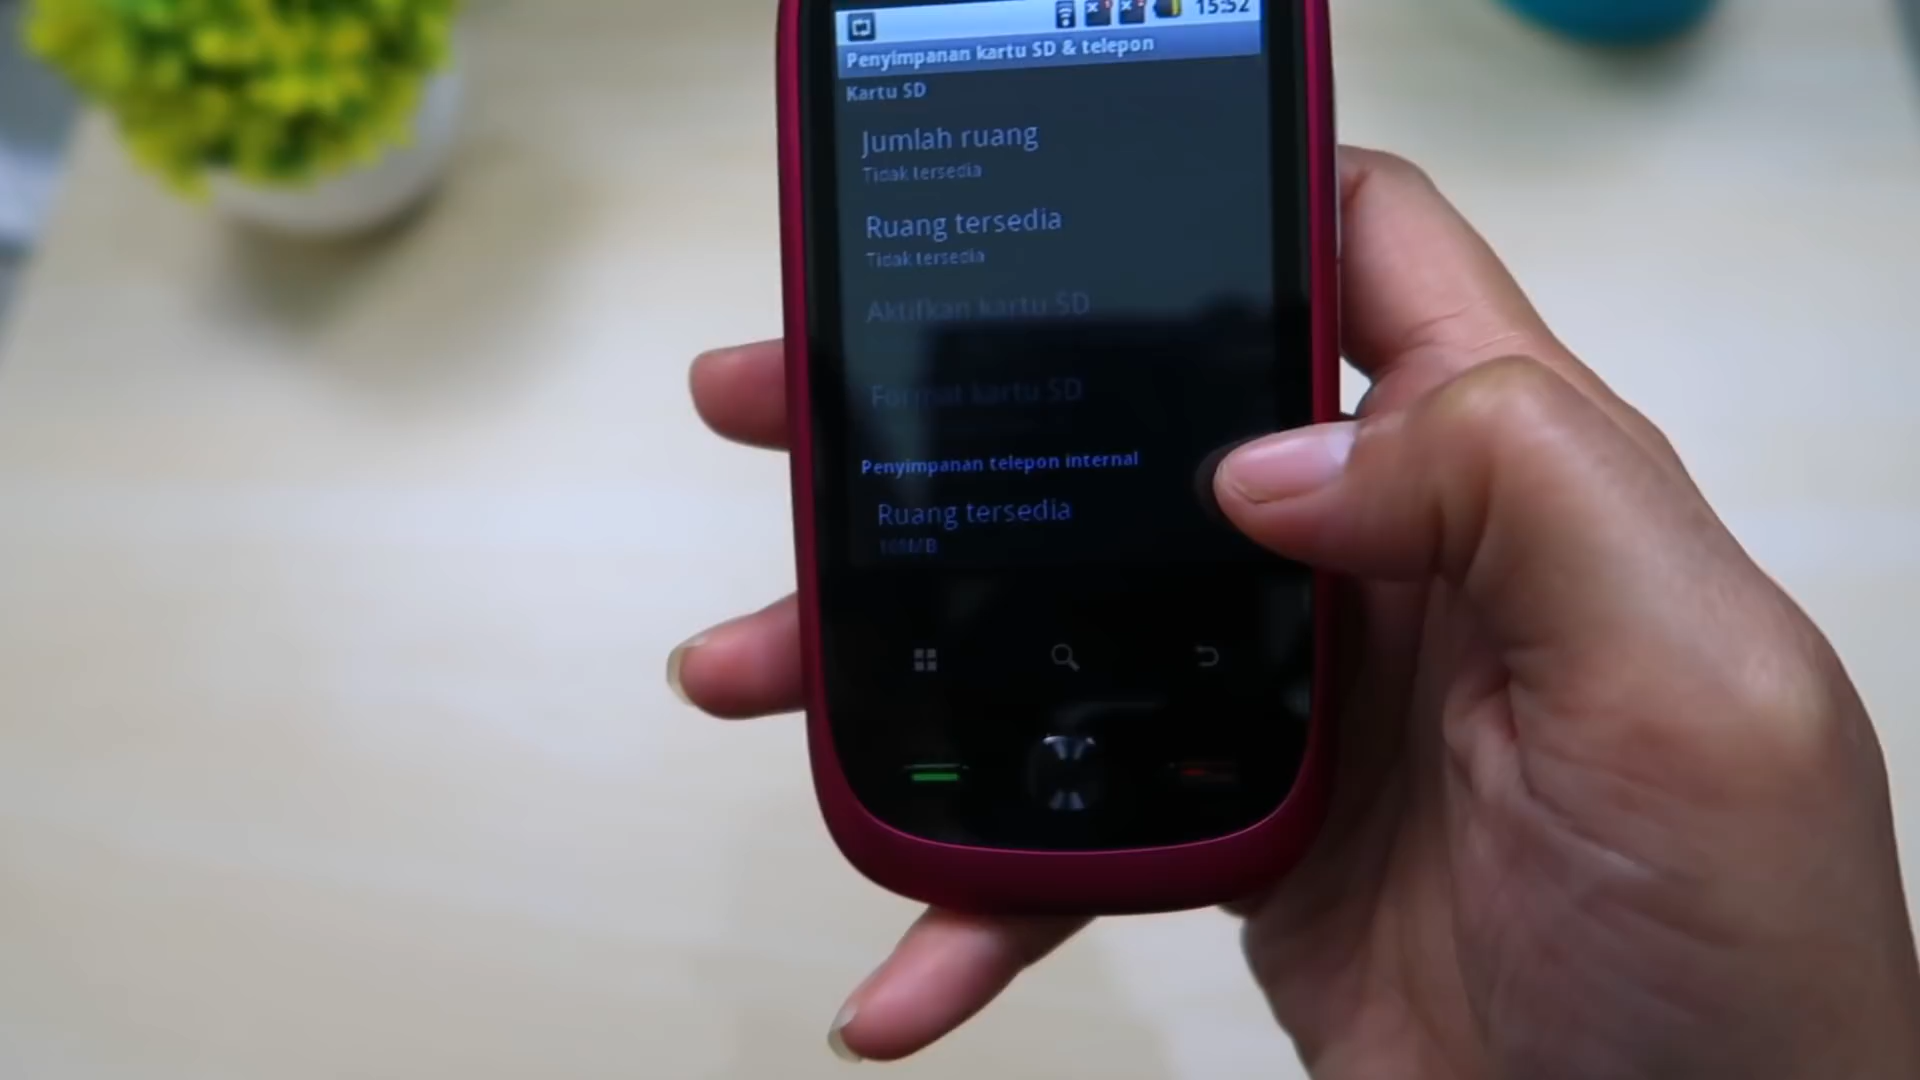 15:52
Penyimpanan kartu SD & telepon
Kartu SD
Jumlah ruang
Tidak tersedia
Ruang tersedia
Tidak tersedia
Aktifkan kartu SD
Format kartu SD
Penyimpanan telepon internal
Ruang tersedia